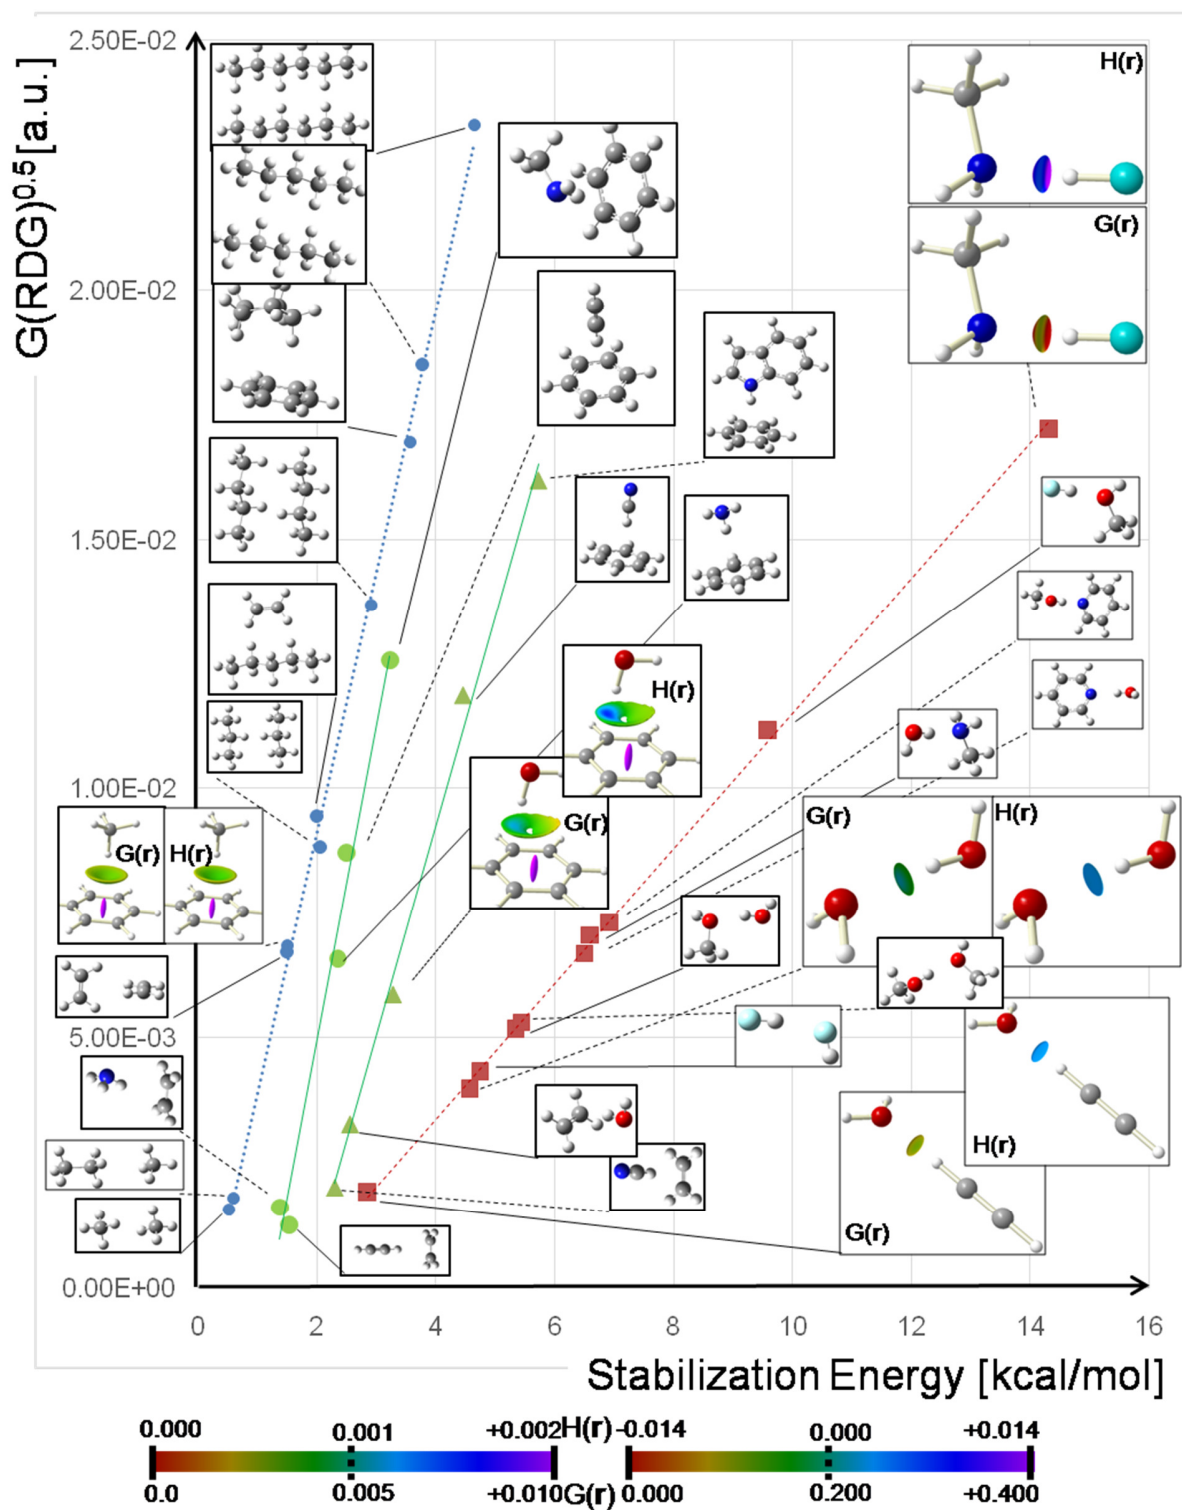 G(RDG)^0.5[a.u.]
2.50E-02
2.00E-02
1.50E-02
1.00E-02
5.00E-03
0.00E+00
H(r)
G(r)
H(r)
G(r)
G(r)
H(r)
G(r)
H(r)
H(r)
G(r)
0
2
4
6
8
10
12
14
16
Stabilization Energy [kcal/mol]
0.000 0.001 +0.002 H(r) -0.014 0.000 +0.014
0.0 0.005 +0.010 G(r) 0.000 0.200 +0.400